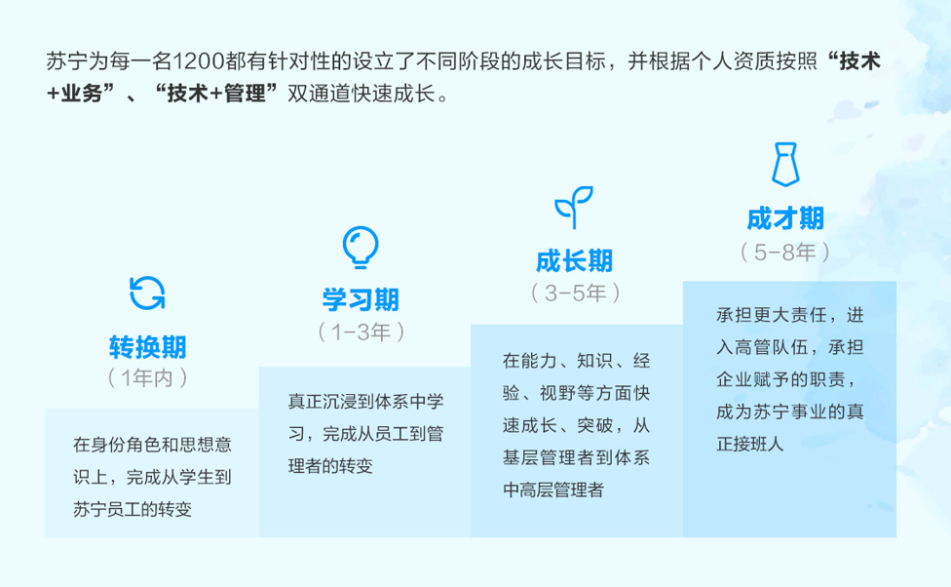 苏宁为每一名1200都有针对性的设立了不同阶段的成长目标，并根据个人资质按照“技术
+业务”、“技术+管理”双通道快速成长。
转换期
（1年内）
在身份角色和思想意
识上，完成从学生到
苏宁员工的转变
学习期
（1-3年）
真正沉浸到体系中学
习，完成从员工到管
理者的转变
成长期
（3-5年）
在能力、知识、经
验、视野等方面快
速成长、突破，从
基层管理者到体系
中高层管理者
成才期
（5-8年）
承担更大责任，进
入高管队伍，承担
企业赋予的职责，
成为苏宁事业的真
正接班人